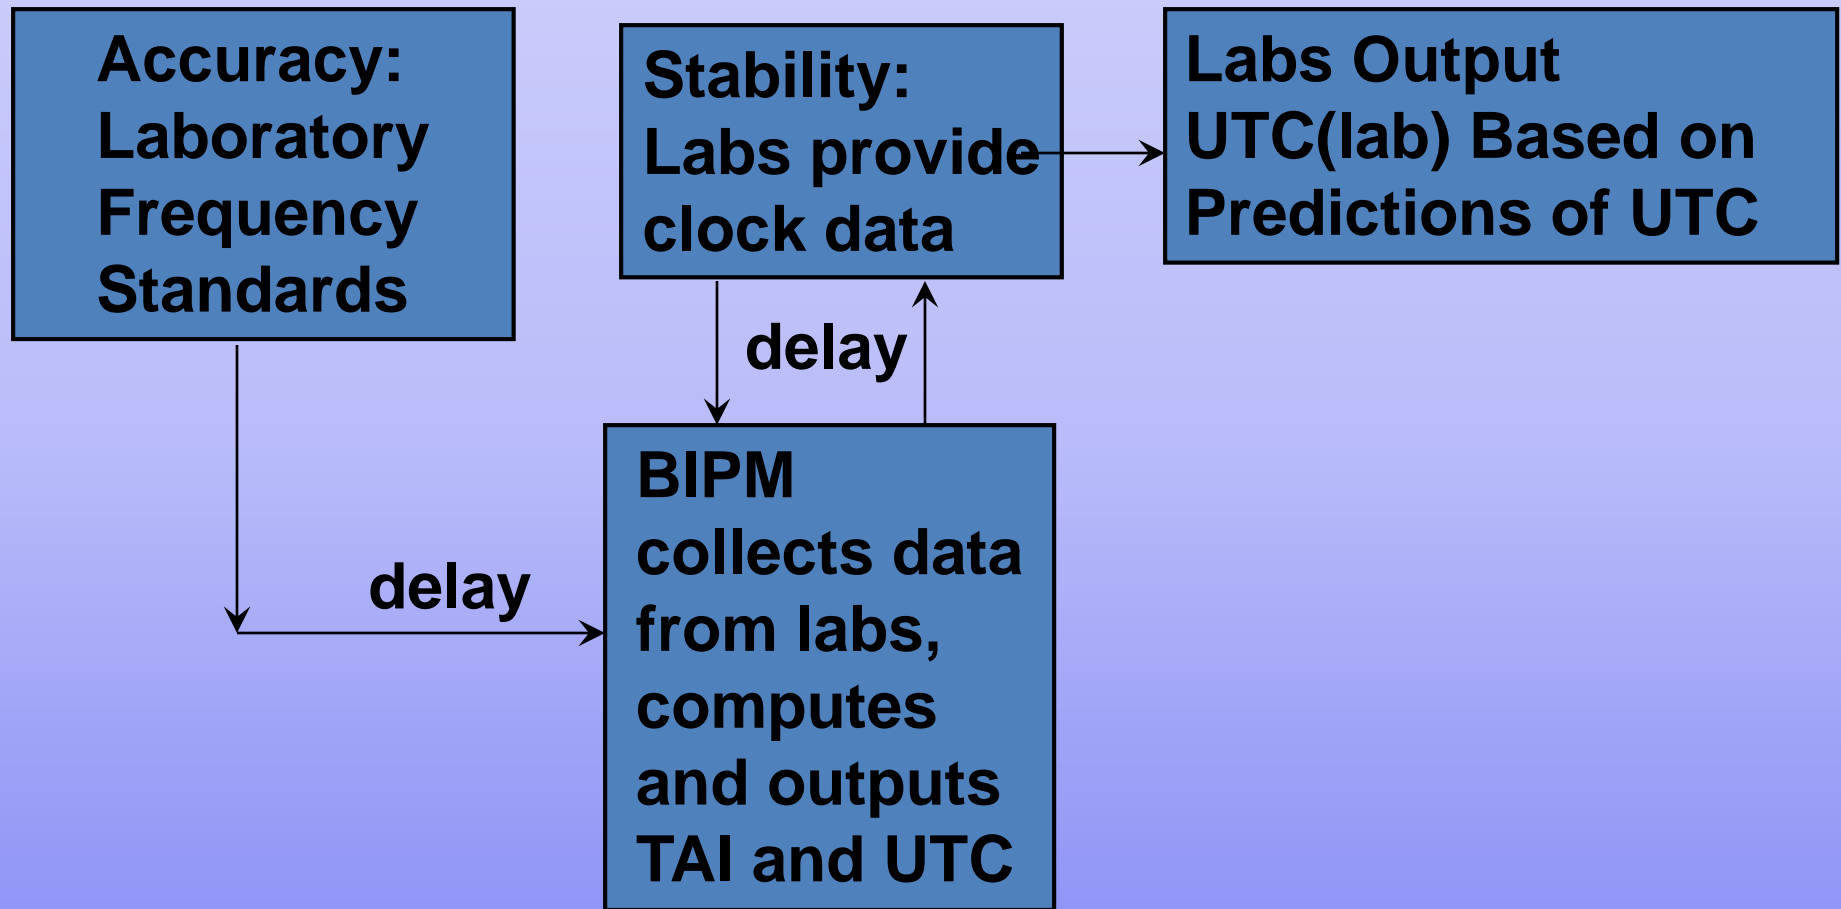 Accuracy:
Laboratory
Frequency
Standards
Stability:
Labs provide
clock data
Labs Output
UTC(lab) Based on
Predictions of UTC
delay
delay
BIPM
collects data
from labs,
computes
and outputs
TAI and UTC